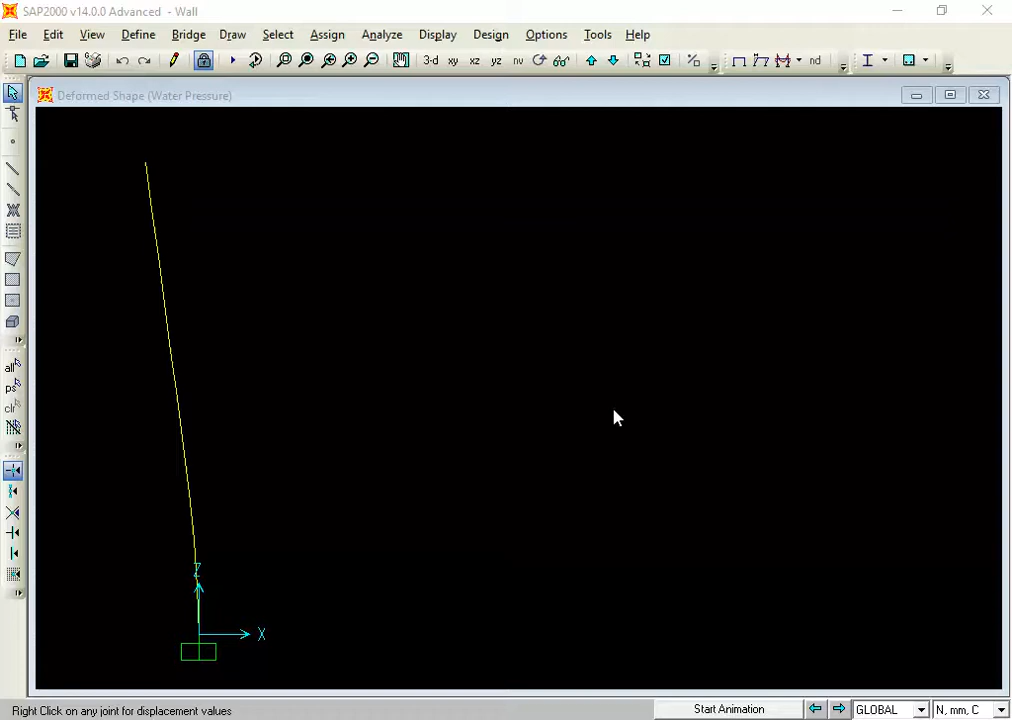 SAP2000 v14.0.0 Advanced - Wall
File Edit View Define Bridge Draw Select Assign Analyze Display Design Options Tools Help
3-d xy xz yz nv nd
Deformed Shape (Water Pressure)
all
ps
clr
Z
X
Right Click on any joint for displacement values Start Animation GLOBAL N, mm, C